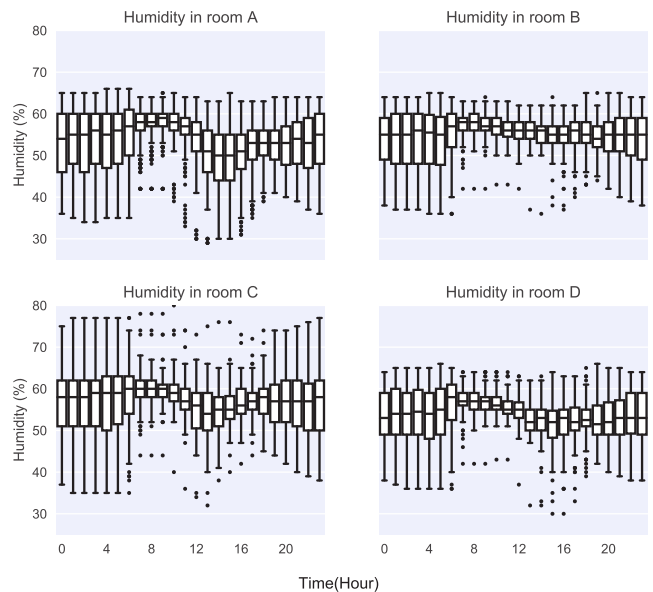 Humidity in room A
Humidity in room B
80
70
60
50
40
30
Humidity (%)
Humidity in room C
Humidity in room D
80
70
60
50
40
30
Humidity (%)
0 4 8 12 16 20
0 4 8 12 16 20
Time(Hour)